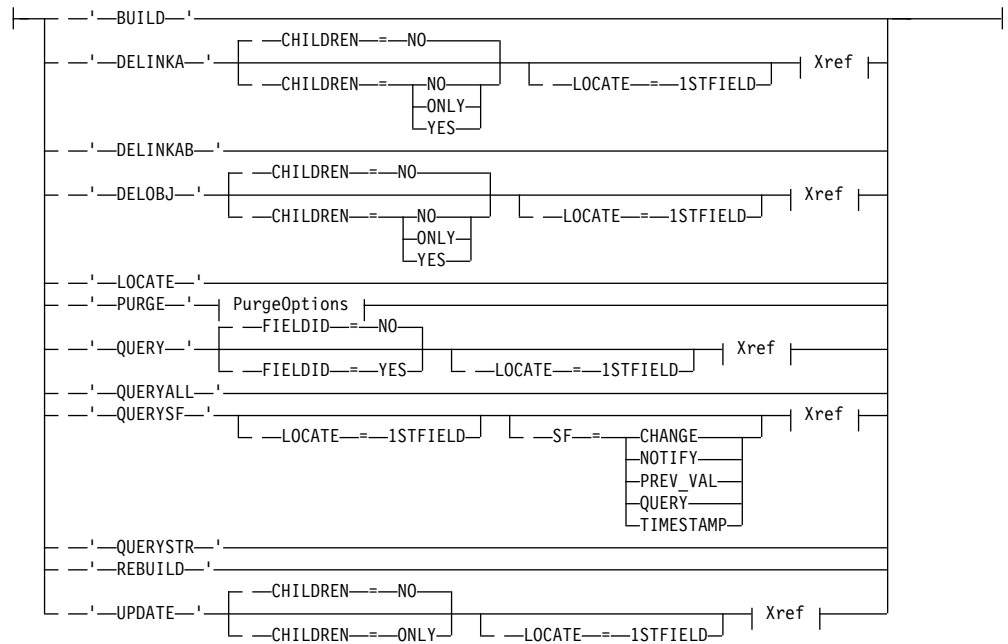 'BUILD'
CHILDREN = NO
'DELINKA' Xref
CHILDREN = NO LOCATE = 1STFIELD
ONLY
YES
'DELINKAB'
CHILDREN = NO
'DELOBJ' Xref
CHILDREN = NO LOCATE = 1STFIELD
ONLY
YES
'LOCATE'
'PURGE' PurgeOptions
FIELDID = NO
'QUERY' Xref
FIELDID = YES LOCATE = 1STFIELD
'QUERYALL'
'QUERYSF' Xref
LOCATE = 1STFIELD SF = CHANGE
NOTIFY
PREV_VAL
QUERY
TIMESTAMP
'QUERYSTR'
'REBUILD'
CHILDREN = NO
'UPDATE' Xref
CHILDREN = ONLY LOCATE = 1STFIELD